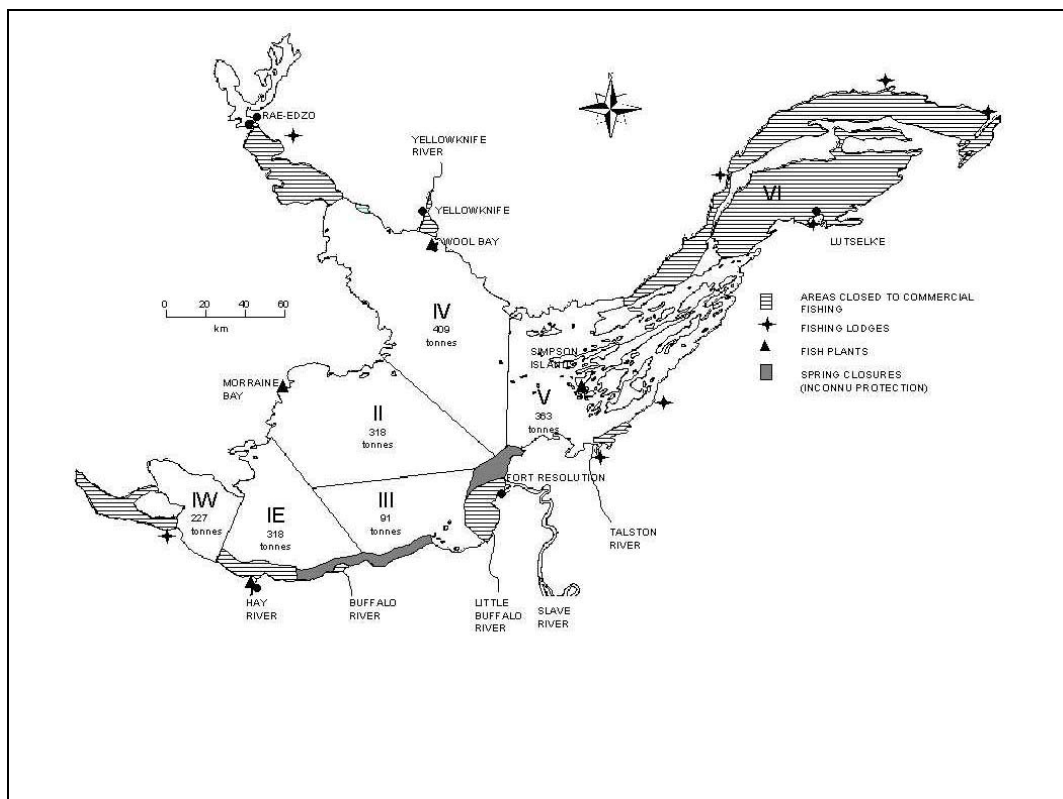 N
RAE-EDZO
YELLOWKNIFE
RIVER
YELLOWKNIFE
WOOL BAY
VI
LUTSELK'E
0 20 40 60
km
IV
409
tonnes
AREAS CLOSED TO COMMERCIAL
FISHING
FISHING LODGES
FISH PLANTS
SPRING CLOSURES
(INCONNU PROTECTION)
SIMPSON
ISLANDS
MORRAINE
BAY
II
318
tonnes
V
363
tonnes
FORT RESOLUTION
IW
227
tonnes
IE
318
tonnes
III
91
tonnes
TALSTON
RIVER
HAY
RIVER
BUFFALO
RIVER
LITTLE
BUFFALO
RIVER
SLAVE
RIVER